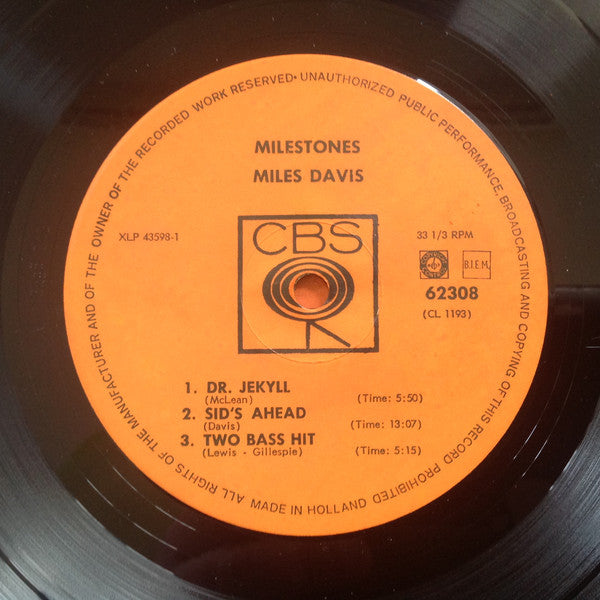 ALL RIGHTS OF THE MANUFACTURER AND OF THE OWNER OF THE RECORDED WORK RESERVED • UNAUTHORIZED PUBLIC PERFORMANCE, BROADCASTING AND COPYING OF THIS RECORD PROHIBITED
MILESTONES
MILES DAVIS
XLP 43598-1
CBS
33 1/3 RPM
B.I.E.M.
62308
(CL 1193)
1. DR. JEKYLL
(McLean) (Time: 5:50)
2. SID'S AHEAD
(Davis) (Time: 13:07)
3. TWO BASS HIT
(Lewis - Gillespie) (Time: 5:15)
MADE IN HOLLAND